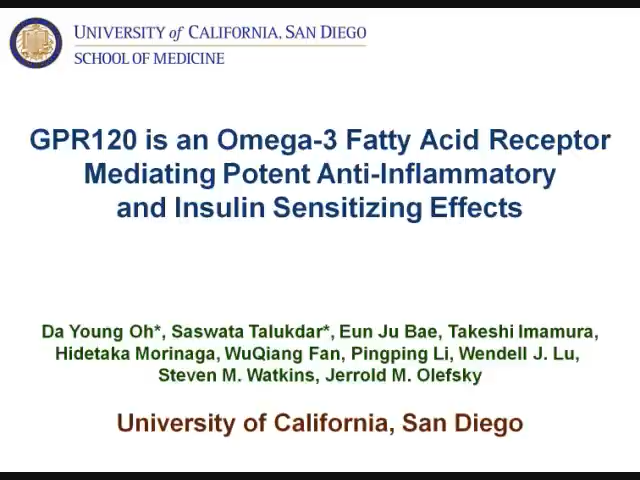 UNIVERSITY of CALIFORNIA, SAN DIEGO
SCHOOL OF MEDICINE
GPR120 is an Omega-3 Fatty Acid Receptor
Mediating Potent Anti-Inflammatory
and Insulin Sensitizing Effects
Da Young Oh*, Saswata Talukdar*, Eun Ju Bae, Takeshi Imamura,
Hidetaka Morinaga, WuQiang Fan, Pingping Li, Wendell J. Lu,
Steven M. Watkins, Jerrold M. Olefsky
University of California, San Diego